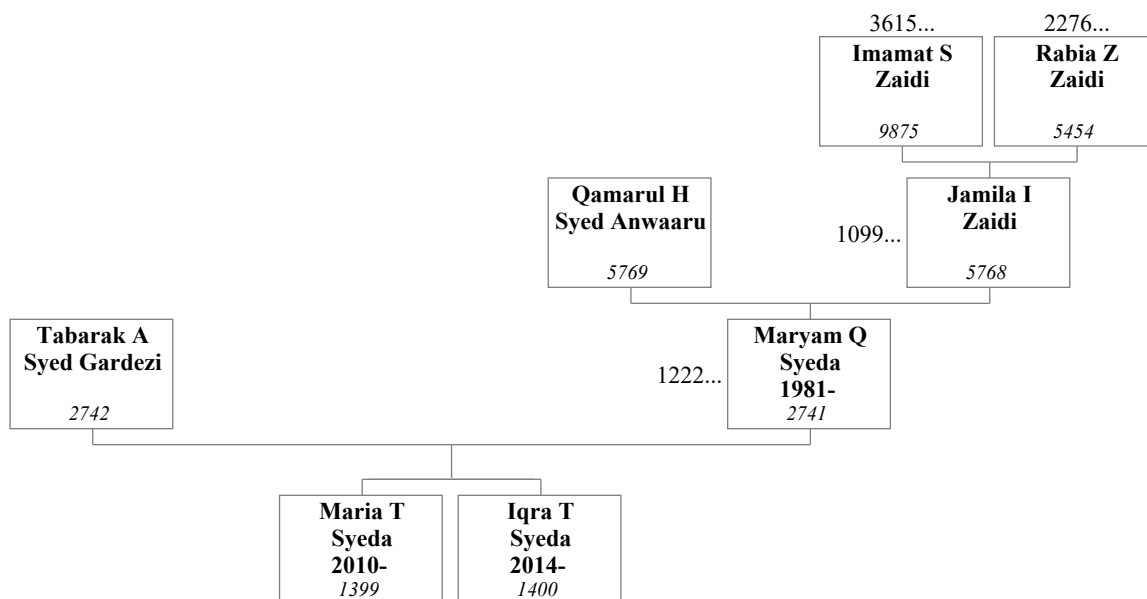 3615...
2276...
Imamat S
Zaidi
9875
Rabia Z
Zaidi
5454
Qamarul H
Syed Anwaaru
5769
1099...
Jamila I
Zaidi
5768
Tabarak A
Syed Gardezi
2742
1222...
Maryam Q
Syeda
1981-
2741
Maria T
Syeda
2010-
1399
Iqra T
Syeda
2014-
1400